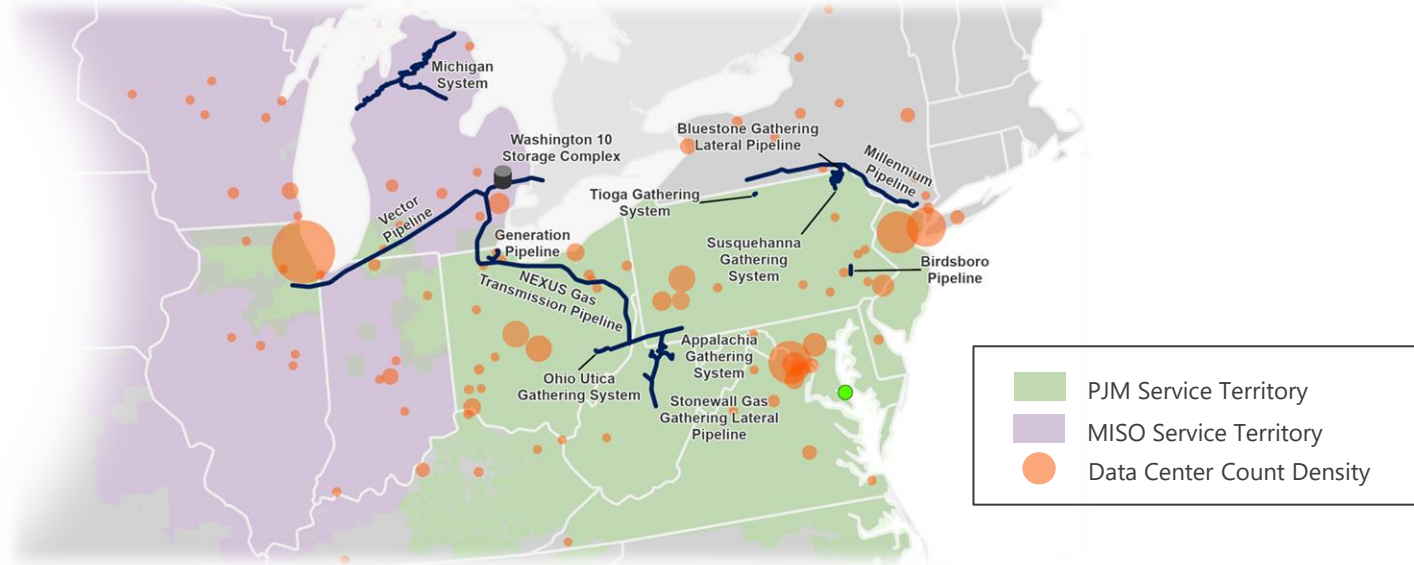 Michigan
System
Washington 10
Storage Complex
Bluestone Gathering
Lateral Pipeline
Millennium
Pipeline
Tioga Gathering
System
Vector
Pipeline
Generation
Pipeline
Susquehanna
Gathering
System
Birdsboro
Pipeline
NEXUS Gas
Transmission Pipeline
Appalachia
Gathering
System
Ohio Utica
Gathering System
Stonewall Gas
Gathering Lateral
Pipeline
PJM Service Territory
MISO Service Territory
Data Center Count Density